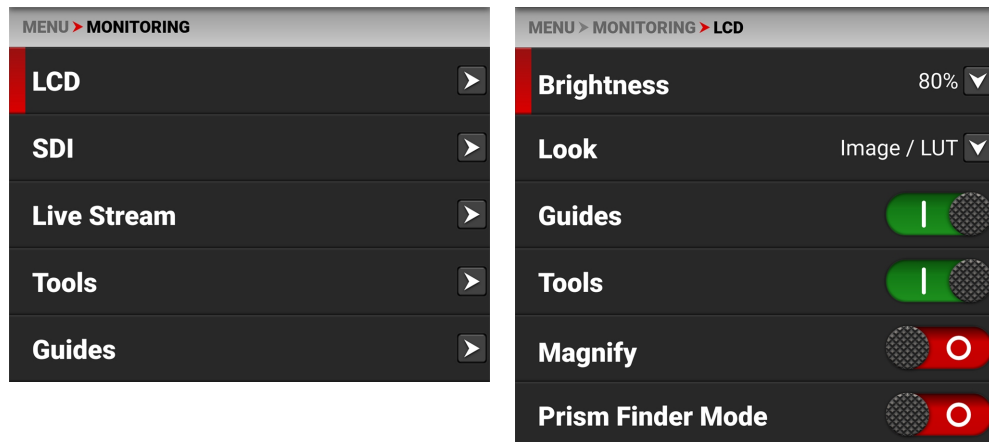 MENU > MONITORING
LCD
SDI
Live Stream
Tools
Guides
MENU > MONITORING > LCD
Brightness 80%
Look Image / LUT
Guides
Tools
Magnify
Prism Finder Mode